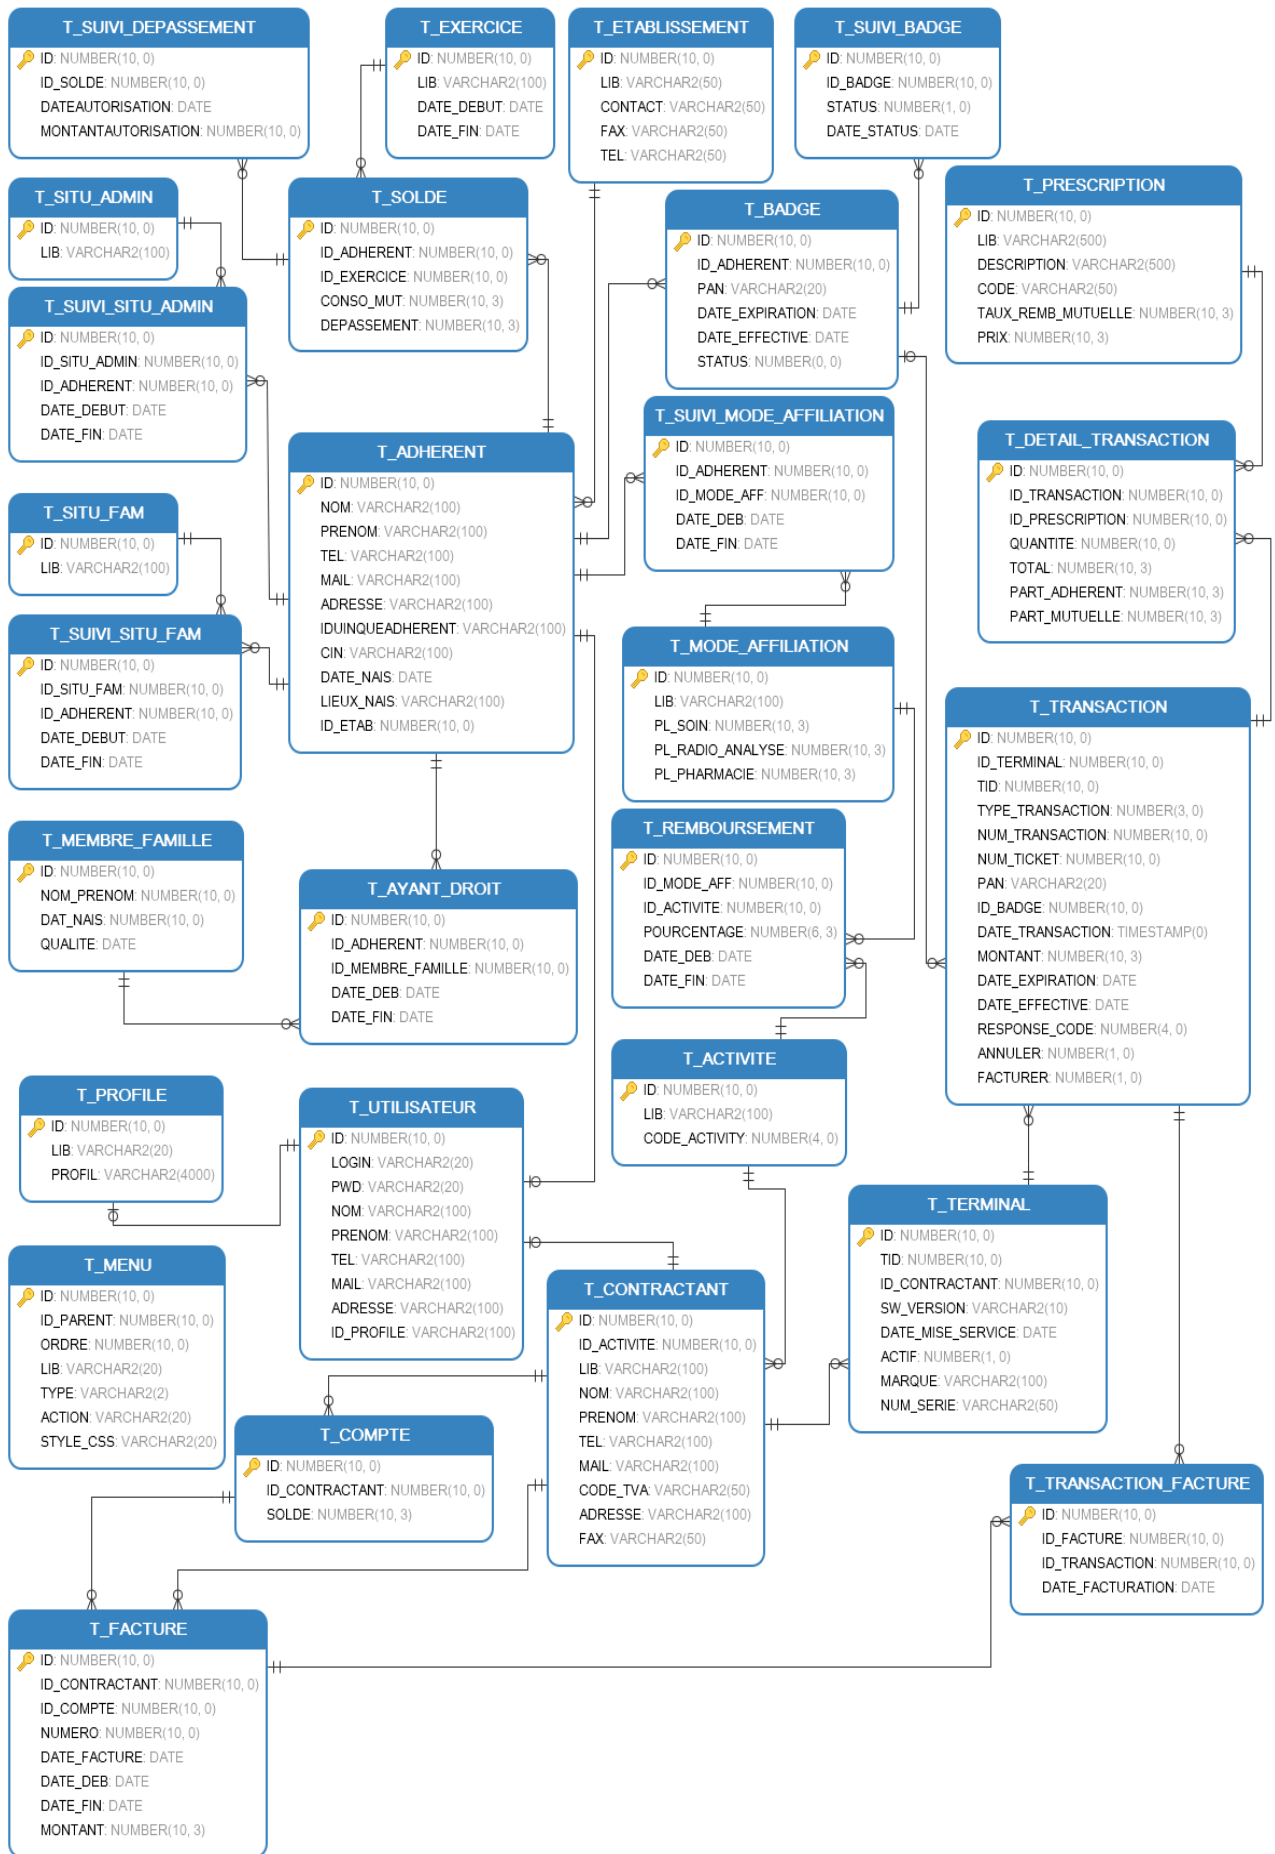 T_SUIVI_DEPASSEMENT
ID: NUMBER(10, 0)
ID_SOLDE: NUMBER(10, 0)
DATEAUTORISATION: DATE
MONTANTAUTORISATION: NUMBER(10, 0)
T_EXERCICE
ID: NUMBER(10, 0)
LIB: VARCHAR2(100)
DATE_DEBUT: DATE
DATE_FIN: DATE
T_ETABLISSEMENT
ID: NUMBER(10, 0)
LIB: VARCHAR2(50)
CONTACT: VARCHAR2(50)
FAX: VARCHAR2(50)
TEL: VARCHAR2(50)
T_SUIVI_BADGE
ID: NUMBER(10, 0)
ID_BADGE: NUMBER(10, 0)
STATUS: NUMBER(1, 0)
DATE_STATUS: DATE
T_SITU_ADMIN
ID: NUMBER(10, 0)
LIB: VARCHAR2(100)
T_SOLDE
ID: NUMBER(10, 0)
ID_ADHERENT: NUMBER(10, 0)
ID_EXERCICE: NUMBER(10, 0)
CONSO_MUT: NUMBER(10, 3)
DEPASSEMENT: NUMBER(10, 3)
T_BADGE
ID: NUMBER(10, 0)
ID_ADHERENT: NUMBER(10, 0)
PAN: VARCHAR2(20)
DATE_EXPIRATION: DATE
DATE_EFFECTIVE: DATE
STATUS: NUMBER(0, 0)
T_PRESCRIPTION
ID: NUMBER(10, 0)
LIB: VARCHAR2(500)
DESCRIPTION: VARCHAR2(500)
CODE: VARCHAR2(50)
TAUX_REMB_MUTUELLE: NUMBER(10, 3)
PRIX: NUMBER(10, 3)
T_SUIVI_SITU_ADMIN
ID: NUMBER(10, 0)
ID_SITU_ADMIN: NUMBER(10, 0)
ID_ADHERENT: NUMBER(10, 0)
DATE_DEBUT: DATE
DATE_FIN: DATE
T_ADHERENT
ID: NUMBER(10, 0)
NOM: VARCHAR2(100)
PRENOM: VARCHAR2(100)
TEL: VARCHAR2(100)
MAIL: VARCHAR2(100)
ADRESSE: VARCHAR2(100)
IDUINQUEADHERENT: VARCHAR2(100)
CIN: VARCHAR2(100)
DATE_NAIS: DATE
LIEUX_NAIS: VARCHAR2(100)
ID_ETAB: NUMBER(10, 0)
T_SUIVI_MODE_AFFILIATION
ID: NUMBER(10, 0)
ID_ADHERENT: NUMBER(10, 0)
ID_MODE_AFF: NUMBER(10, 0)
DATE_DEB: DATE
DATE_FIN: DATE
T_DETAIL_TRANSACTION
ID: NUMBER(10, 0)
ID_TRANSACTION: NUMBER(10, 0)
ID_PRESCRIPTION: NUMBER(10, 0)
QUANTITE: NUMBER(10, 0)
TOTAL: NUMBER(10, 3)
PART_ADHERENT: NUMBER(10, 3)
PART_MUTUELLE: NUMBER(10, 3)
T_SITU_FAM
ID: NUMBER(10, 0)
LIB: VARCHAR2(100)
T_SUIVI_SITU_FAM
ID: NUMBER(10, 0)
ID_SITU_FAM: NUMBER(10, 0)
ID_ADHERENT: NUMBER(10, 0)
DATE_DEBUT: DATE
DATE_FIN: DATE
T_MODE_AFFILIATION
ID: NUMBER(10, 0)
LIB: VARCHAR2(100)
PL_SOIN: NUMBER(10, 3)
PL_RADIO_ANALYSE: NUMBER(10, 3)
PL_PHARMACIE: NUMBER(10, 3)
T_TRANSACTION
ID: NUMBER(10, 0)
ID_TERMINAL: NUMBER(10, 0)
TID: NUMBER(10, 0)
TYPE_TRANSACTION: NUMBER(3, 0)
NUM_TRANSACTION: NUMBER(10, 0)
NUM_TICKET: NUMBER(10, 0)
PAN: VARCHAR2(20)
ID_BADGE: NUMBER(10, 0)
DATE_TRANSACTION: TIMESTAMP(0)
MONTANT: NUMBER(10, 3)
DATE_EXPIRATION: DATE
DATE_EFFECTIVE: DATE
RESPONSE_CODE: NUMBER(4, 0)
ANNULER: NUMBER(1, 0)
FACTURER: NUMBER(1, 0)
T_MEMBRE_FAMILLE
ID: NUMBER(10, 0)
NOM_PRENOM: NUMBER(10, 0)
DAT_NAIS: NUMBER(10, 0)
QUALITE: DATE
T_AYANT_DROIT
ID: NUMBER(10, 0)
ID_ADHERENT: NUMBER(10, 0)
ID_MEMBRE_FAMILLE: NUMBER(10, 0)
DATE_DEB: DATE
DATE_FIN: DATE
T_REMBOURSEMENT
ID: NUMBER(10, 0)
ID_MODE_AFF: NUMBER(10, 0)
ID_ACTIVITE: NUMBER(10, 0)
POURCENTAGE: NUMBER(6, 3)
DATE_DEB: DATE
DATE_FIN: DATE
T_ACTIVITE
ID: NUMBER(10, 0)
LIB: VARCHAR2(100)
CODE_ACTIVITY: NUMBER(4, 0)
T_PROFILE
ID: NUMBER(10, 0)
LIB: VARCHAR2(20)
PROFIL: VARCHAR2(4000)
T_UTILISATEUR
ID: NUMBER(10, 0)
LOGIN: VARCHAR2(20)
PWD: VARCHAR2(20)
NOM: VARCHAR2(100)
PRENOM: VARCHAR2(100)
TEL: VARCHAR2(100)
MAIL: VARCHAR2(100)
ADRESSE: VARCHAR2(100)
ID_PROFILE: VARCHAR2(100)
T_TERMINAL
ID: NUMBER(10, 0)
TID: NUMBER(10, 0)
ID_CONTRACTANT: NUMBER(10, 0)
SW_VERSION: VARCHAR2(10)
DATE_MISE_SERVICE: DATE
ACTIF: NUMBER(1, 0)
MARQUE: VARCHAR2(100)
NUM_SERIE: VARCHAR2(50)
T_MENU
ID: NUMBER(10, 0)
ID_PARENT: NUMBER(10, 0)
ORDRE: NUMBER(10, 0)
LIB: VARCHAR2(20)
TYPE: VARCHAR2(2)
ACTION: VARCHAR2(20)
STYLE_CSS: VARCHAR2(20)
T_CONTRACTANT
ID: NUMBER(10, 0)
ID_ACTIVITE: NUMBER(10, 0)
LIB: VARCHAR2(100)
NOM: VARCHAR2(100)
PRENOM: VARCHAR2(100)
TEL: VARCHAR2(100)
MAIL: VARCHAR2(100)
CODE_TVA: VARCHAR2(50)
ADRESSE: VARCHAR2(100)
FAX: VARCHAR2(50)
T_COMPTE
ID: NUMBER(10, 0)
ID_CONTRACTANT: NUMBER(10, 0)
SOLDE: NUMBER(10, 3)
T_TRANSACTION_FACTURE
ID: NUMBER(10, 0)
ID_FACTURE: NUMBER(10, 0)
ID_TRANSACTION: NUMBER(10, 0)
DATE_FACTURATION: DATE
T_FACTURE
ID: NUMBER(10, 0)
ID_CONTRACTANT: NUMBER(10, 0)
ID_COMPTE: NUMBER(10, 0)
NUMERO: NUMBER(10, 0)
DATE_FACTURE: DATE
DATE_DEB: DATE
DATE_FIN: DATE
MONTANT: NUMBER(10, 3)